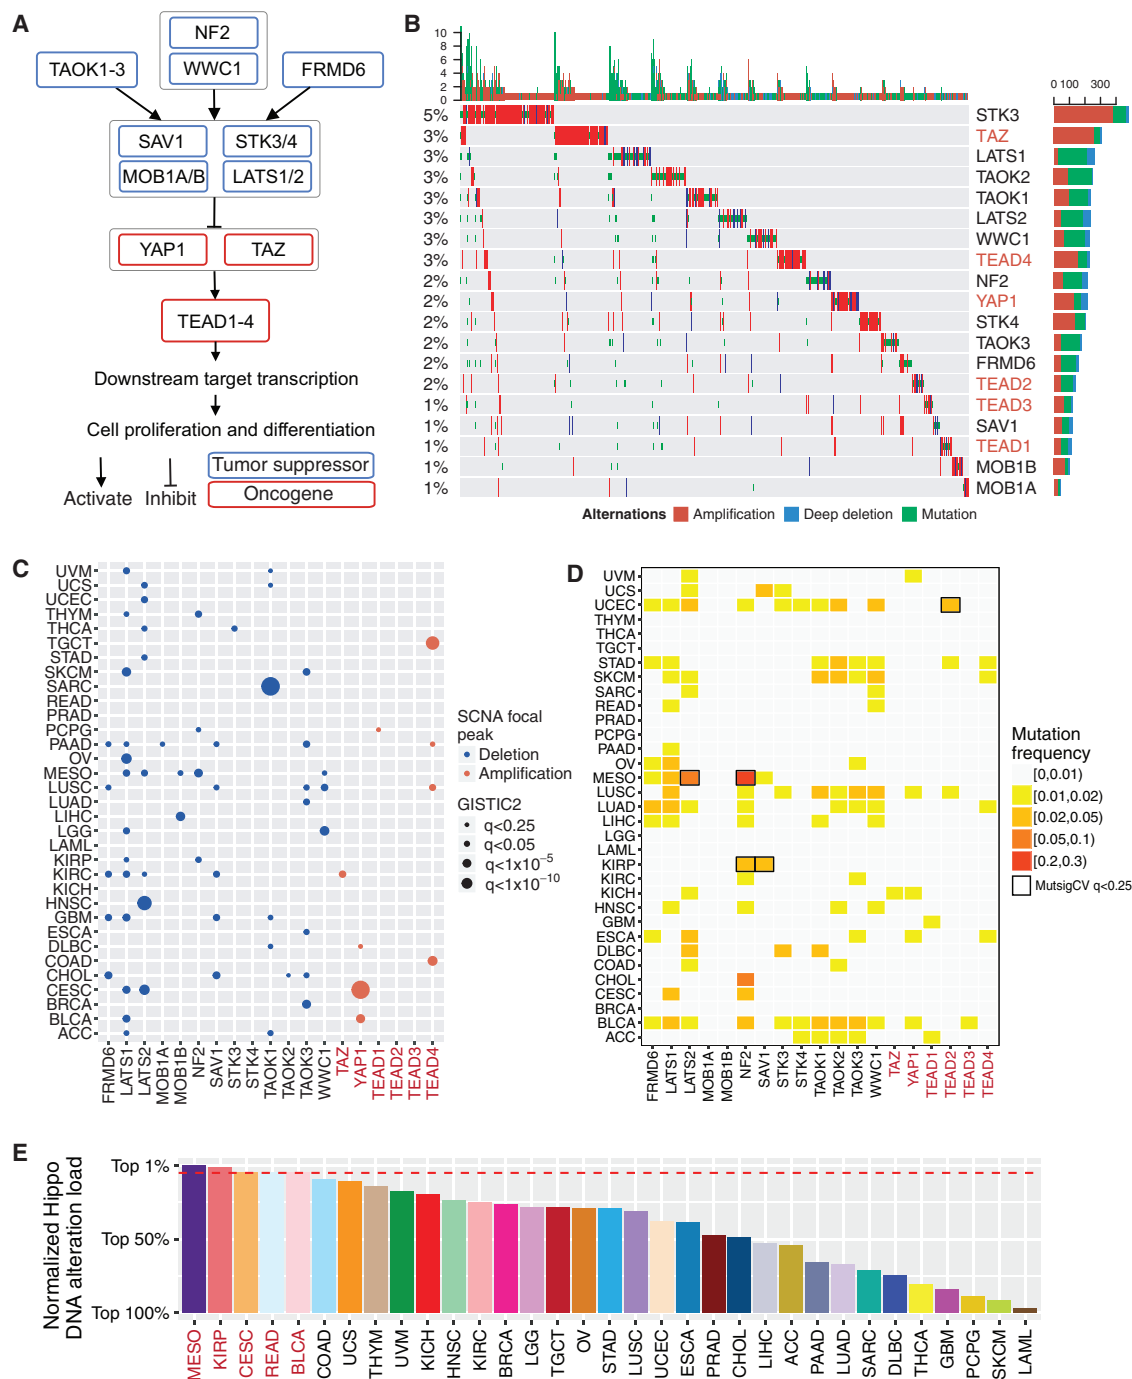 A
NF2
TAOK1-3
WWC1
FRMD6
SAV1
STK3/4
MOB1A/B
LATS1/2
YAP1
TAZ
TEAD1-4
Downstream target transcription
Cell proliferation and differentiation
Activate
Inhibit
Tumor suppressor
Oncogene
B
10
8
6
4
2
0
0 100 300
5% STK3
3% TAZ
3% LATS1
3% TAOK2
3% TAOK1
3% LATS2
3% WWC1
3% TEAD4
2% NF2
2% YAP1
2% STK4
2% TAOK3
2% FRMD6
2% TEAD2
1% TEAD3
1% SAV1
1% TEAD1
1% MOB1B
1% MOB1A
Alternations Amplification Deep deletion Mutation
C
UVM
UCS
UCEC
THYM
THCA
TGCT
STAD
SKCM
SARC
READ
PRAD
PCPG
PAAD
OV
MESO
LUSC
LUAD
LIHC
LGG
LAML
KIRP
KIRC
KICH
HNSC
GBM
ESCA
DLBC
COAD
CHOL
CESC
BRCA
BLCA
ACC
FRMD6
LATS1
LATS2
MOB1A
MOB1B
NF2
SAV1
STK3
STK4
TAOK1
TAOK2
TAOK3
WWC1
TAZ
YAP1
TEAD1
TEAD2
TEAD3
TEAD4
SCNA focal
peak
Deletion
Amplification
GISTIC2
q<0.25
q<0.05
q<1x10⁻⁵
q<1x10⁻¹⁰
D
UVM
UCS
UCEC
THYM
THCA
TGCT
STAD
SKCM
SARC
READ
PRAD
PCPG
PAAD
OV
MESO
LUSC
LUAD
LIHC
LGG
LAML
KIRP
KIRC
KICH
HNSC
GBM
ESCA
DLBC
COAD
CHOL
CESC
BRCA
BLCA
ACC
FRMD6
LATS1
LATS2
MOB1A
MOB1B
NF2
SAV1
STK3
STK4
TAOK1
TAOK2
TAOK3
WWC1
TAZ
YAP1
TEAD1
TEAD2
TEAD3
TEAD4
Mutation
frequency
[0,0.01)
[0.01,0.02)
[0.02,0.05)
[0.05,0.1)
[0.2,0.3)
MutsigCV q<0.25
E
Normalized Hippo
DNA alteration load
Top 1%
Top 50%
Top 100%
MESO
KIRP
CESC
READ
BLCA
COAD
UCS
THYM
UVM
KICH
HNSC
KIRC
BRCA
LGG
TGCT
OV
STAD
LUSC
UCEC
ESCA
PRAD
CHOL
LIHC
ACC
PAAD
LUAD
SARC
DLBC
THCA
GBM
PCPG
SKCM
LAML